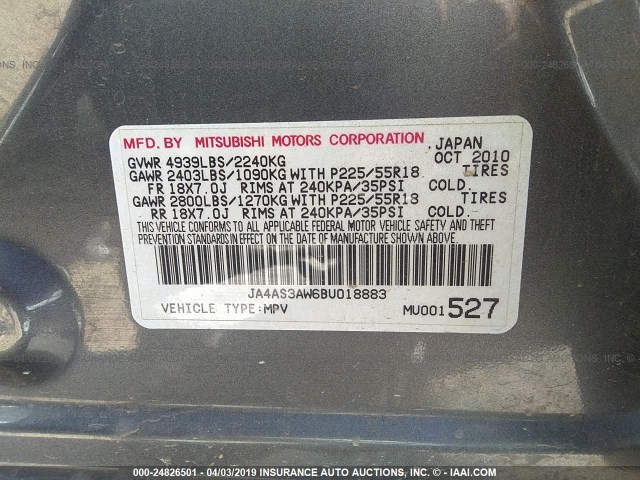 MFD. BY MITSUBISHI MOTORS CORPORATION, JAPAN
GVWR 4939LBS/2240KG OCT 2010
GAWR 2403LBS/1090KG WITH P225/55R18 TIRES
FR 18X7.0J RIMS AT 240KPA/35PSI COLD.
GAWR 2800LBS/1270KG WITH P225/55R18 TIRES
RR 18X7.0J RIMS AT 240KPA/35PSI COLD.
THIS VEHICLE CONFORMS TO ALL APPLICABLE FEDERAL MOTOR VEHICLE SAFETY AND THEFT
PREVENTION STANDARDS IN EFFECT ON THE DATE OF MANUFACTURE SHOWN ABOVE.
JA4AS3AW6BU018883
VEHICLE TYPE:MPV MU001527
000-24826501 - 04/03/2019 - INSURANCE AUTO AUCTIONS, INC. - IAAI.COM